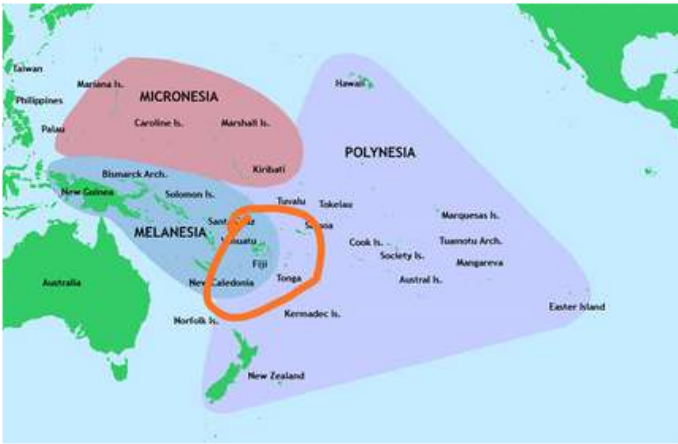 Hawaii
Taiwan
Mariana Is.
MICRONESIA
Philippines
Caroline Is.
Marshall Is.
Palau
POLYNESIA
Kiribati
Bismarck Arch.
New Guinea
Solomon Is.
Tuvalu
Tokelau
Marquesas Is.
MELANESIA
Cook Is.
Tuamotu Arch.
Society Is.
Fiji
Mangareva
Tonga
Austral Is.
Australia
New Caledonia
Easter Island
Norfolk Is.
Kermadec Is.
New Zealand